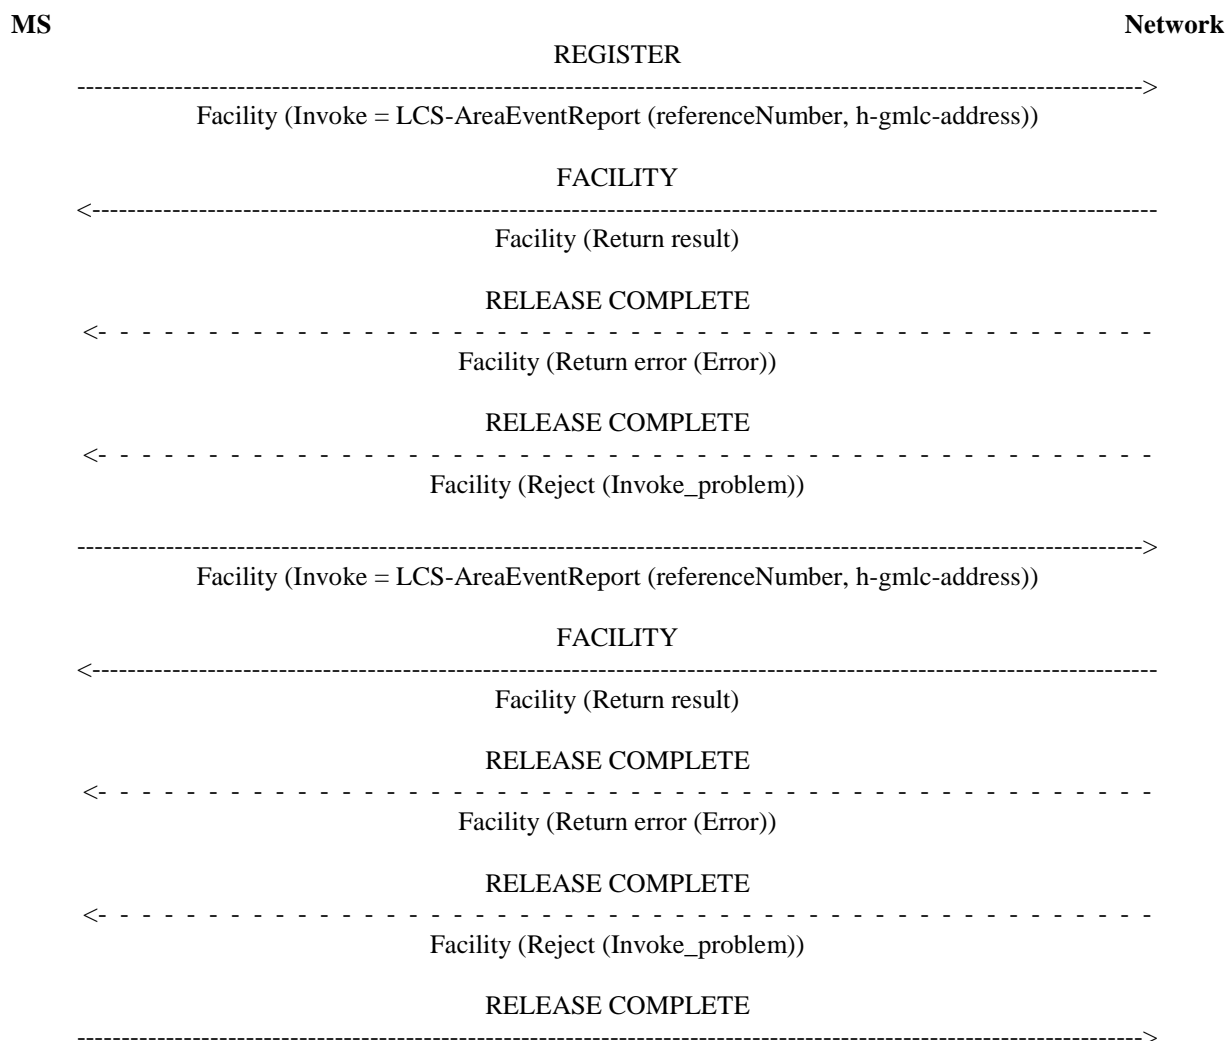 MS Network
REGISTER
------------------------------------------------------------------------------------------------------------------------>
Facility (Invoke = LCS-AreaEventReport (referenceNumber, h-gmlc-address))
FACILITY
<------------------------------------------------------------------------------------------------------------------------
Facility (Return result)
RELEASE COMPLETE
<- - - - - - - - - - - - - - - - - - - - - - - - - - - - - - - - - - - - - - - - - - - - - - - - - - - - - - - - - -
Facility (Return error (Error))
RELEASE COMPLETE
<- - - - - - - - - - - - - - - - - - - - - - - - - - - - - - - - - - - - - - - - - - - - - - - - - - - - - - - - - -
Facility (Reject (Invoke_problem))
------------------------------------------------------------------------------------------------------------------------>
Facility (Invoke = LCS-AreaEventReport (referenceNumber, h-gmlc-address))
FACILITY
<------------------------------------------------------------------------------------------------------------------------
Facility (Return result)
RELEASE COMPLETE
<- - - - - - - - - - - - - - - - - - - - - - - - - - - - - - - - - - - - - - - - - - - - - - - - - - - - - - - - - -
Facility (Return error (Error))
RELEASE COMPLETE
<- - - - - - - - - - - - - - - - - - - - - - - - - - - - - - - - - - - - - - - - - - - - - - - - - - - - - - - - - -
Facility (Reject (Invoke_problem))
RELEASE COMPLETE
------------------------------------------------------------------------------------------------------------------------>